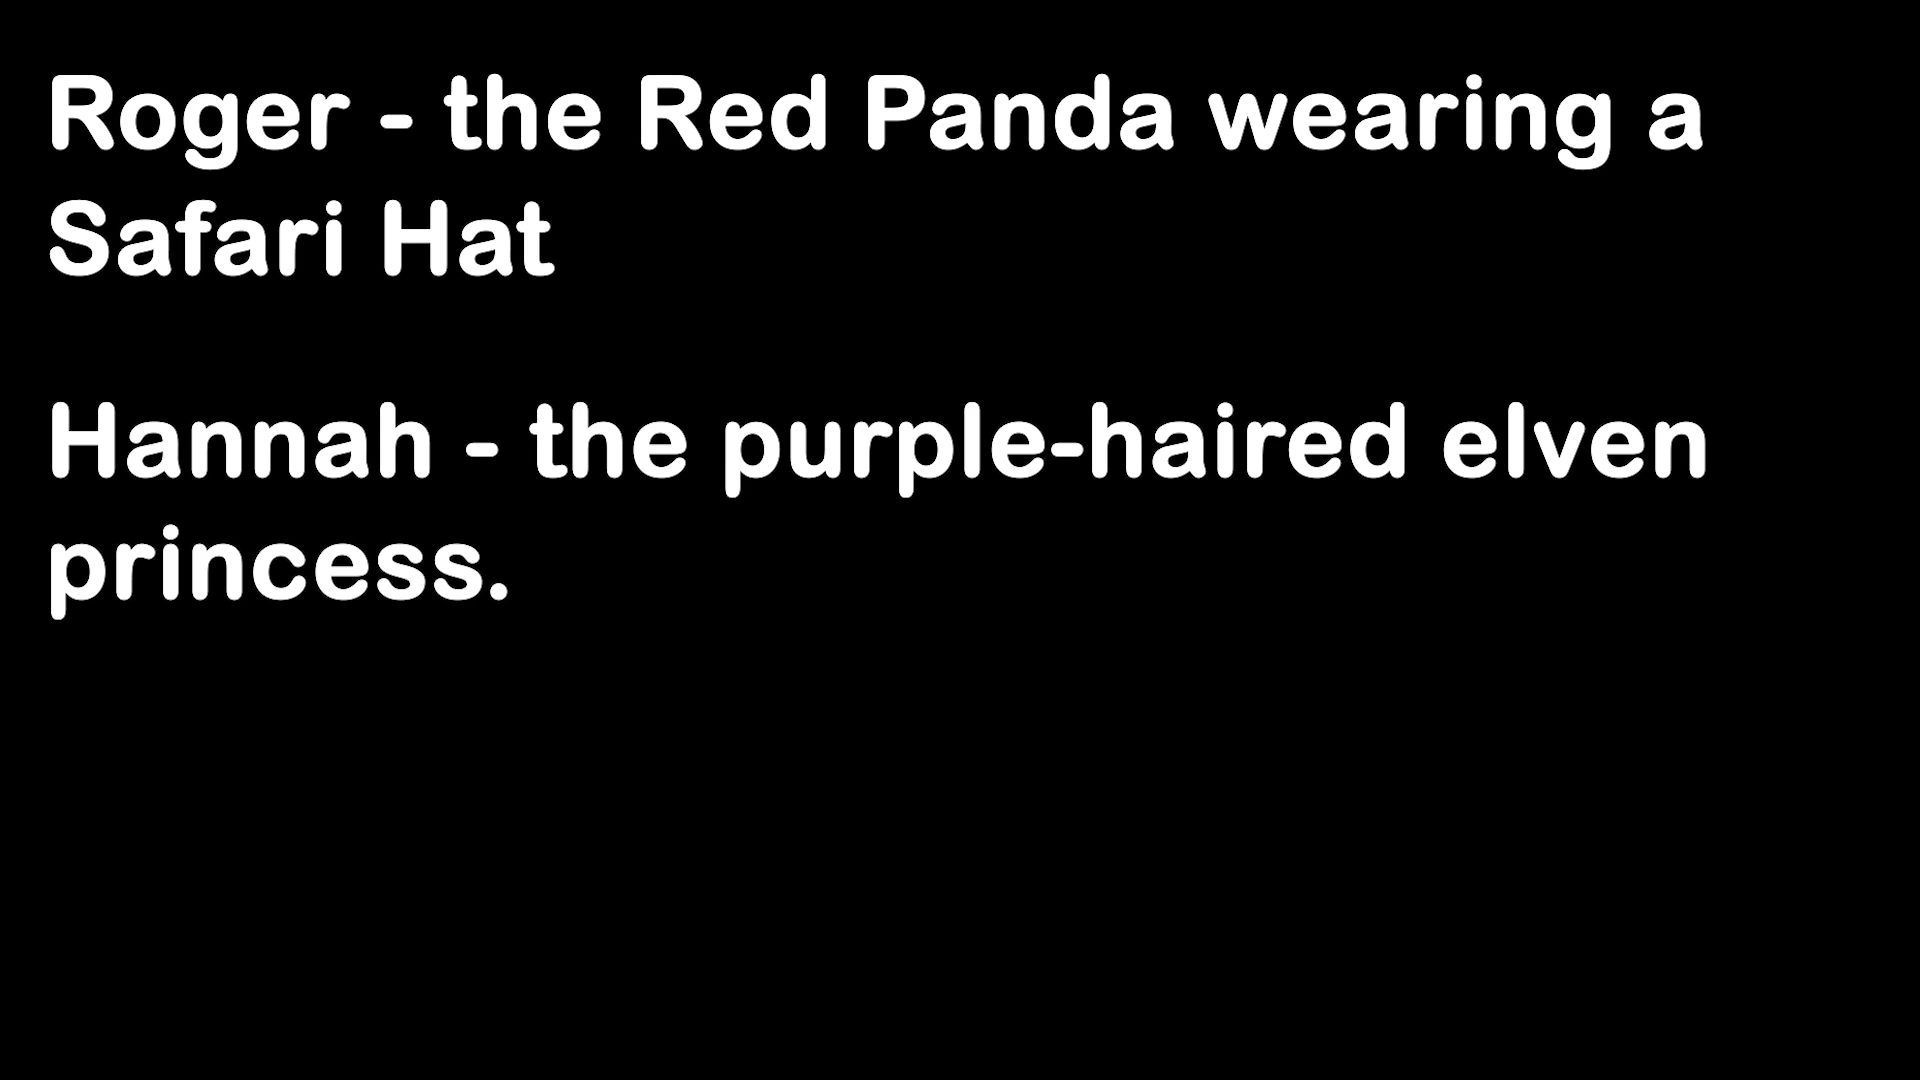 Roger - the Red Panda wearing a
Safari Hat
Hannah - the purple-haired elven
princess.